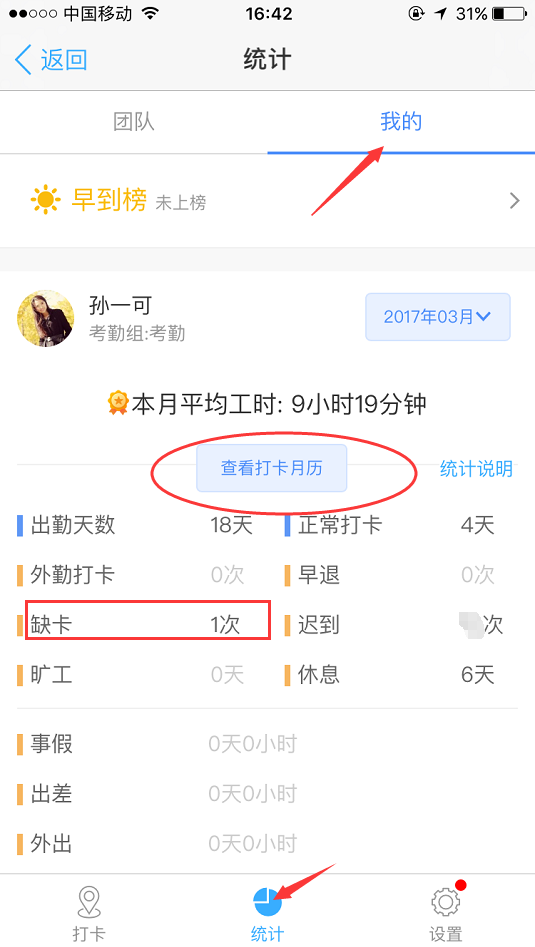 中国移动 16:42 31%
返回 统计
团队 我的
早到榜 未上榜
孙一可
考勤组:考勤
2017年03月
本月平均工时: 9小时19分钟
查看打卡月历 统计说明
出勤天数 18天 正常打卡 4天
外勤打卡 0次 早退 0次
缺卡 1次 迟到 次
旷工 0天 休息 6天
事假 0天0小时
出差 0天0小时
外出 0天0小时
打卡 统计 设置